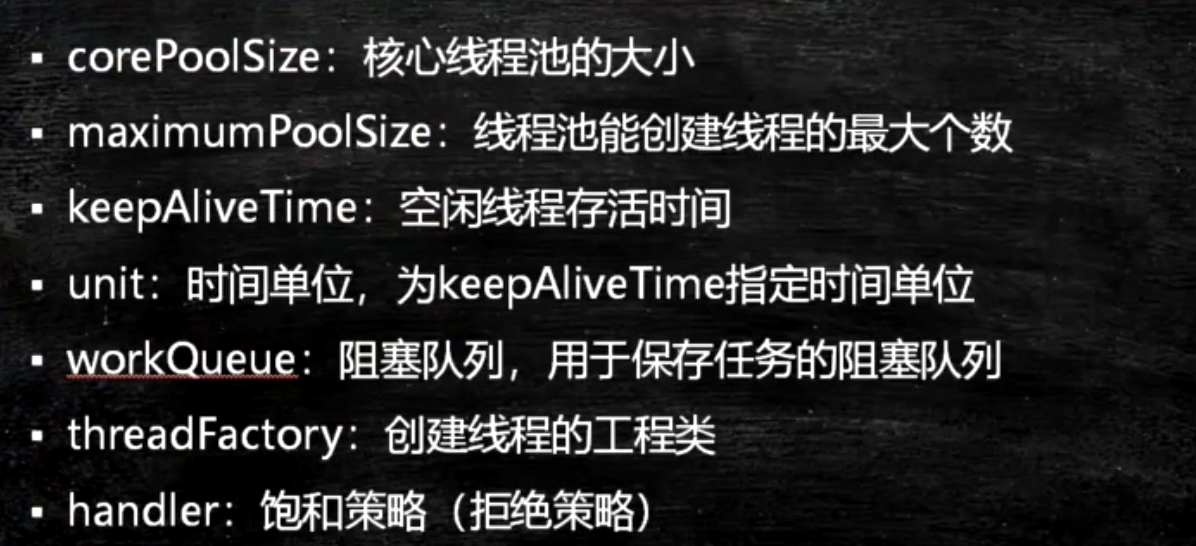 ▪ corePoolSize：核心线程池的大小
▪ maximumPoolSize：线程池能创建线程的最大个数
▪ keepAliveTime：空闲线程存活时间
▪ unit：时间单位，为keepAliveTime指定时间单位
▪ workQueue：阻塞队列，用于保存任务的阻塞队列
▪ threadFactory：创建线程的工程类
▪ handler：饱和策略（拒绝策略）